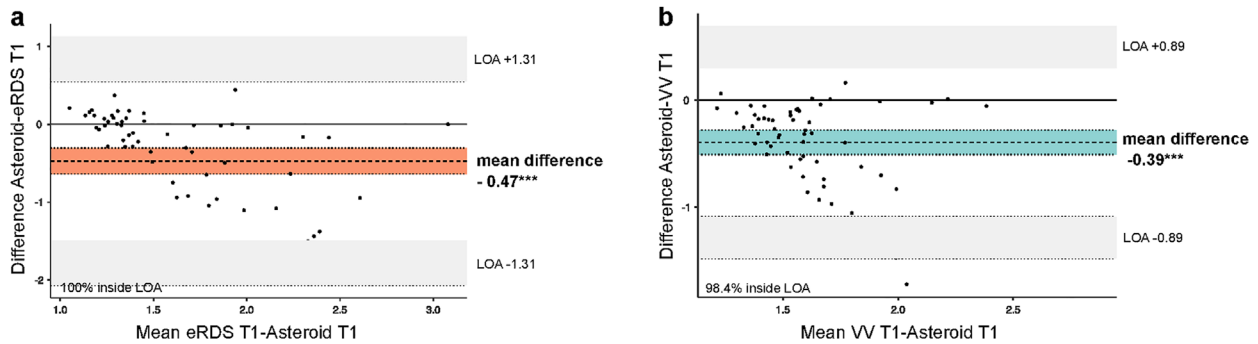 a
Difference Asteroid-eRDS T1
1
0
-1
-2
LOA +1.31
mean difference
- 0.47***
LOA -1.31
100% inside LOA
1.0
1.5
2.0
2.5
3.0
Mean eRDS T1-Asteroid T1
b
Difference Asteroid-VV T1
0
-1
LOA +0.89
mean difference
-0.39***
LOA -0.89
98.4% inside LOA
1.5
2.0
2.5
Mean VV T1-Asteroid T1